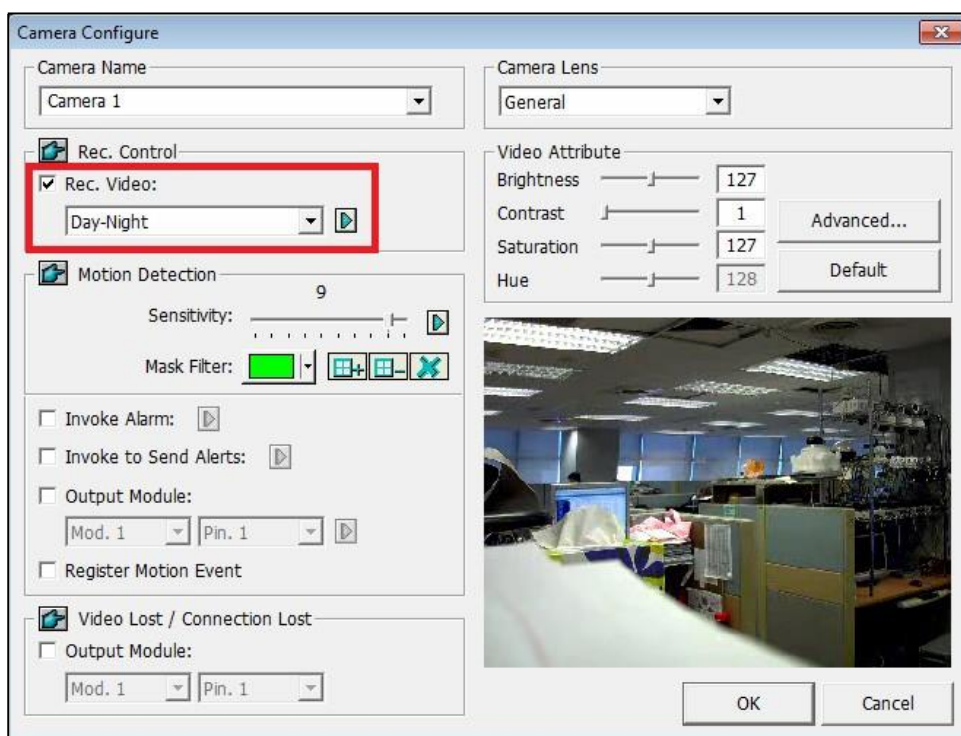 Camera Configure
Camera Name
Camera 1
Rec. Control
Rec. Video:
Day-Night
Motion Detection
9
Sensitivity:
Mask Filter:
Invoke Alarm:
Invoke to Send Alerts:
Output Module:
Mod. 1 Pin. 1
Register Motion Event
Video Lost / Connection Lost
Output Module:
Mod. 1 Pin. 1
Camera Lens
General
Video Attribute
Brightness 127
Contrast 1
Saturation 127
Hue 128
Advanced...
Default
OK Cancel